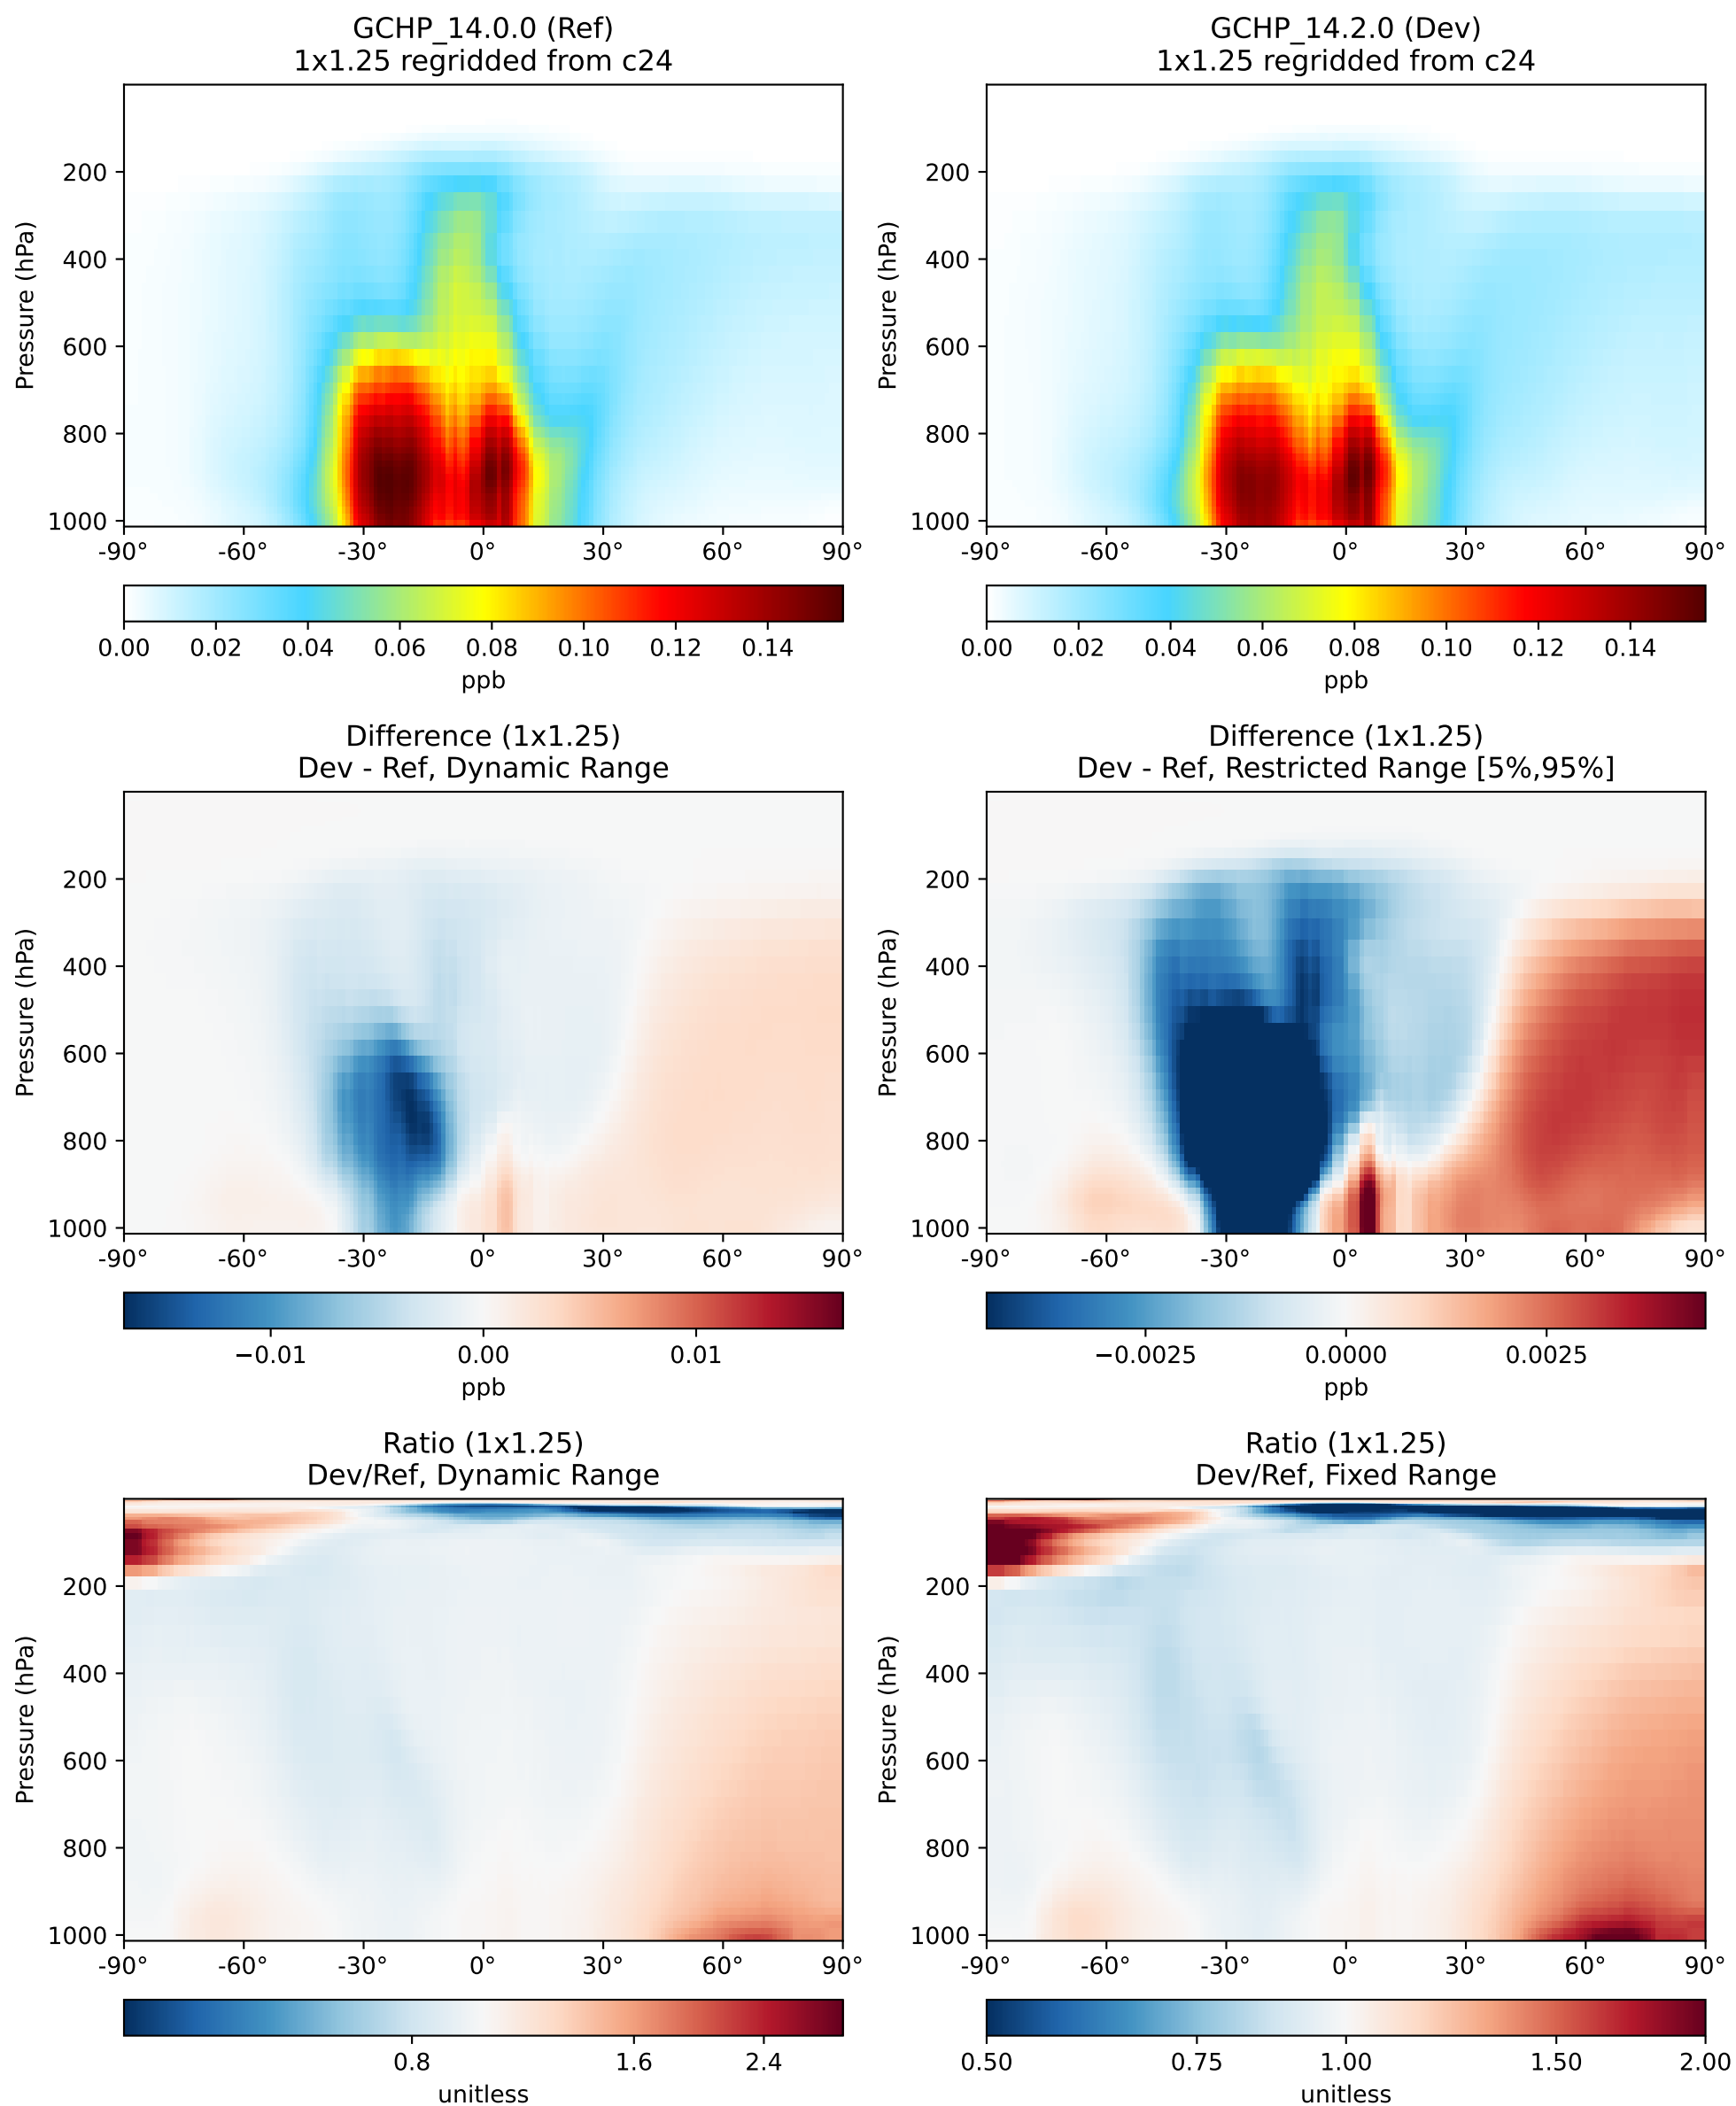 GCHP_14.0.0 (Ref)
1x1.25 regridded from c24
Pressure (hPa)
200
400
600
800
1000
-90° -60° -30° 0° 30° 60° 90°
0.00 0.02 0.04 0.06 0.08 0.10 0.12 0.14
ppb
GCHP_14.2.0 (Dev)
1x1.25 regridded from c24
Pressure (hPa)
200
400
600
800
1000
-90° -60° -30° 0° 30° 60° 90°
0.00 0.02 0.04 0.06 0.08 0.10 0.12 0.14
ppb
Difference (1x1.25)
Dev - Ref, Dynamic Range
Pressure (hPa)
200
400
600
800
1000
-90° -60° -30° 0° 30° 60° 90°
−0.01 0.00 0.01
ppb
Difference (1x1.25)
Dev - Ref, Restricted Range [5%,95%]
Pressure (hPa)
200
400
600
800
1000
-90° -60° -30° 0° 30° 60° 90°
−0.0025 0.0000 0.0025
ppb
Ratio (1x1.25)
Dev/Ref, Dynamic Range
Pressure (hPa)
200
400
600
800
1000
-90° -60° -30° 0° 30° 60° 90°
0.8 1.6 2.4
unitless
Ratio (1x1.25)
Dev/Ref, Fixed Range
Pressure (hPa)
200
400
600
800
1000
-90° -60° -30° 0° 30° 60° 90°
0.50 0.75 1.00 1.50 2.00
unitless